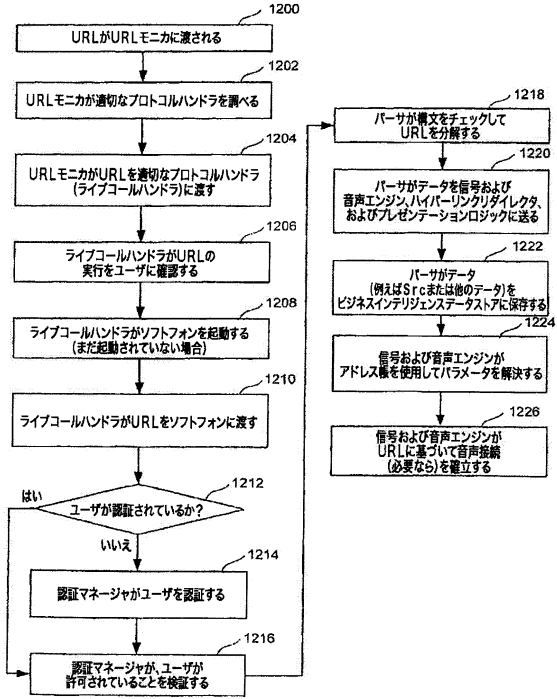 1200
URLがURLモニカに渡される
1202
URLモニカが適切なプロトコルハンドラを調べる
1204
URLモニカがURLを適切なプロトコルハンドラ
(ライブコールハンドラ)に渡す
1206
ライブコールハンドラがURLの
実行をユーザに確認する
1208
ライブコールハンドラがソフトフォンを起動する
(まだ起動されていない場合)
1210
ライブコールハンドラがURLをソフトフォンに渡す
1212
はい
ユーザが認証されているか?
いいえ
1214
認証マネージャがユーザを認証する
1216
認証マネージャが、ユーザが
許可されていることを検証する
1218
パーサが構文をチェックして
URLを分解する
1220
パーサがデータを信号および
音声エンジン、ハイパーリンクリダイレクタ、
およびプレゼンテーションロジックに送る
1222
パーサがデータ
(例えばSrcまたは他のデータ)を
ビジネスインテリジェンスデータストアに保存する
1224
信号および音声エンジンが
アドレス帳を使用してパラメータを解決する
1226
信号および音声エンジンが
URLに基づいて音声接続
(必要なら)を確立する